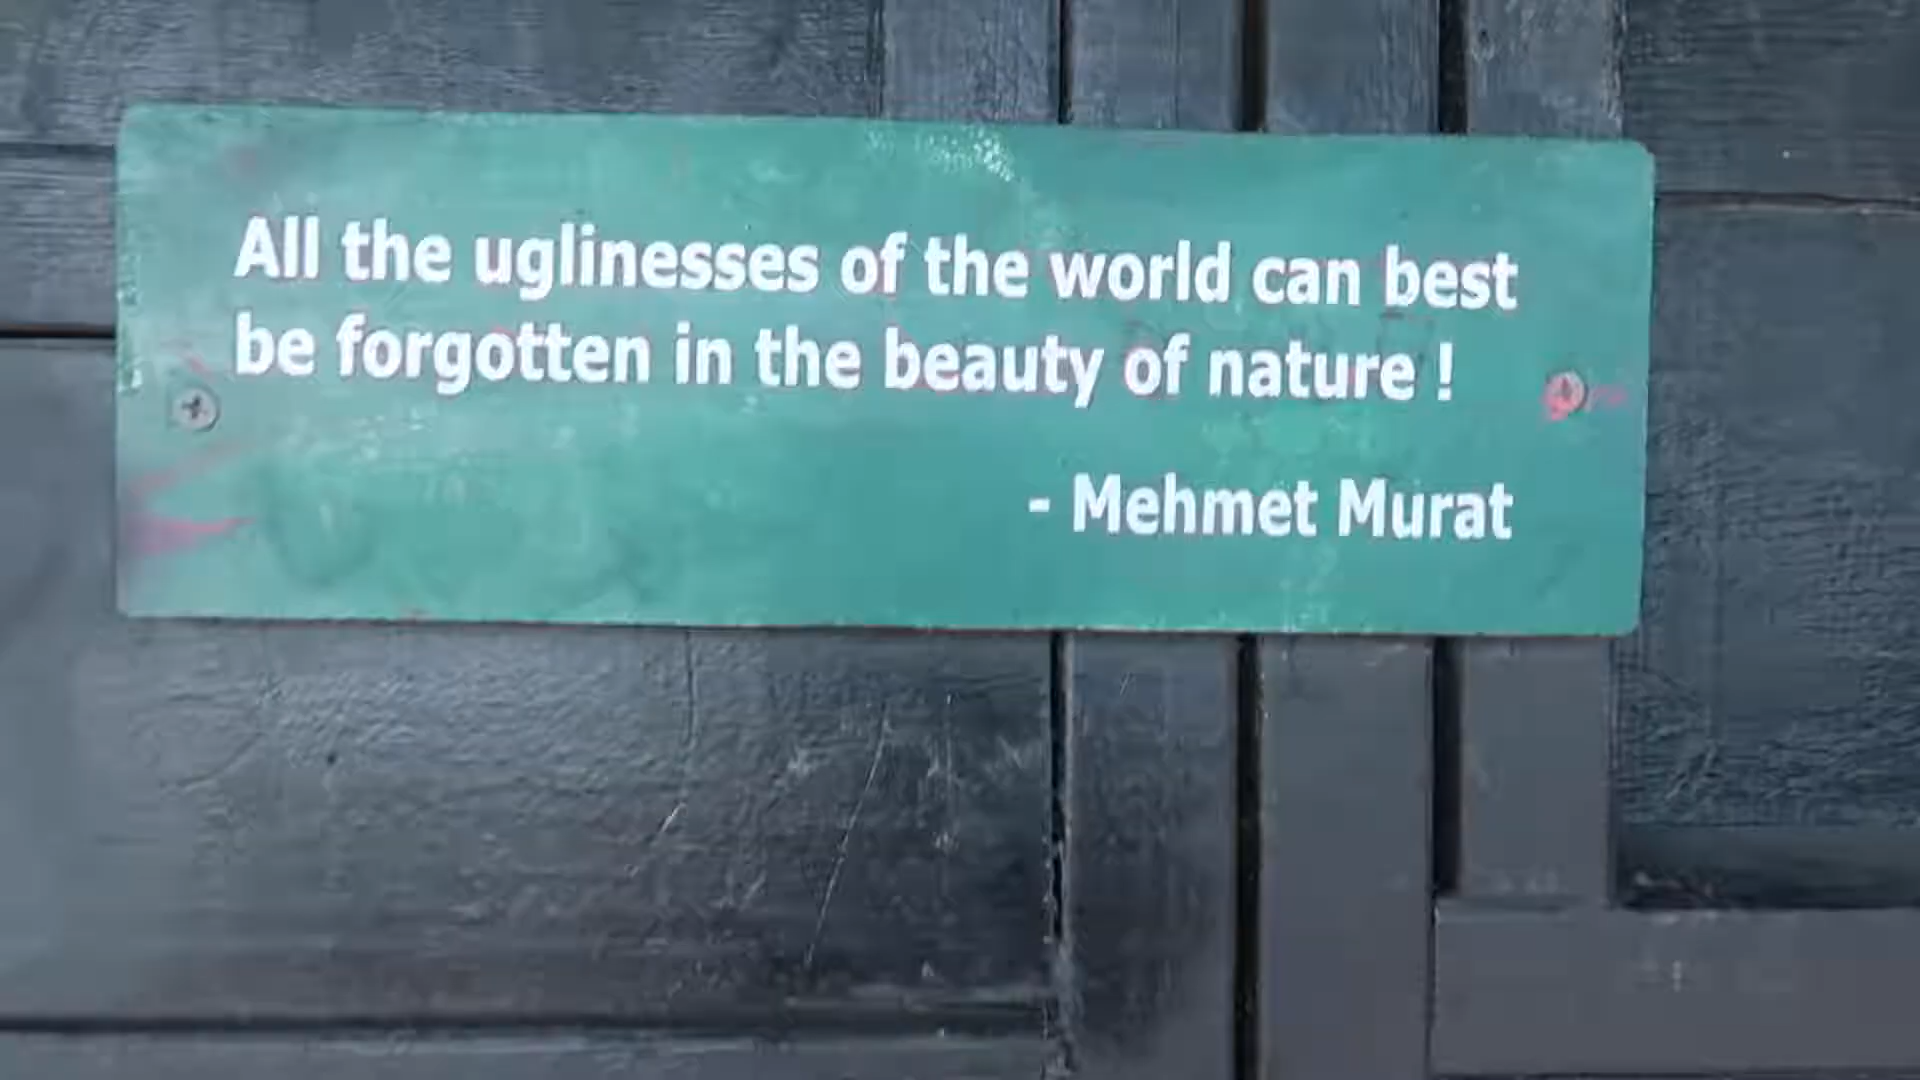 All the uglinesses of the world can best
be forgotten in the beauty of nature !
- Mehmet Murat